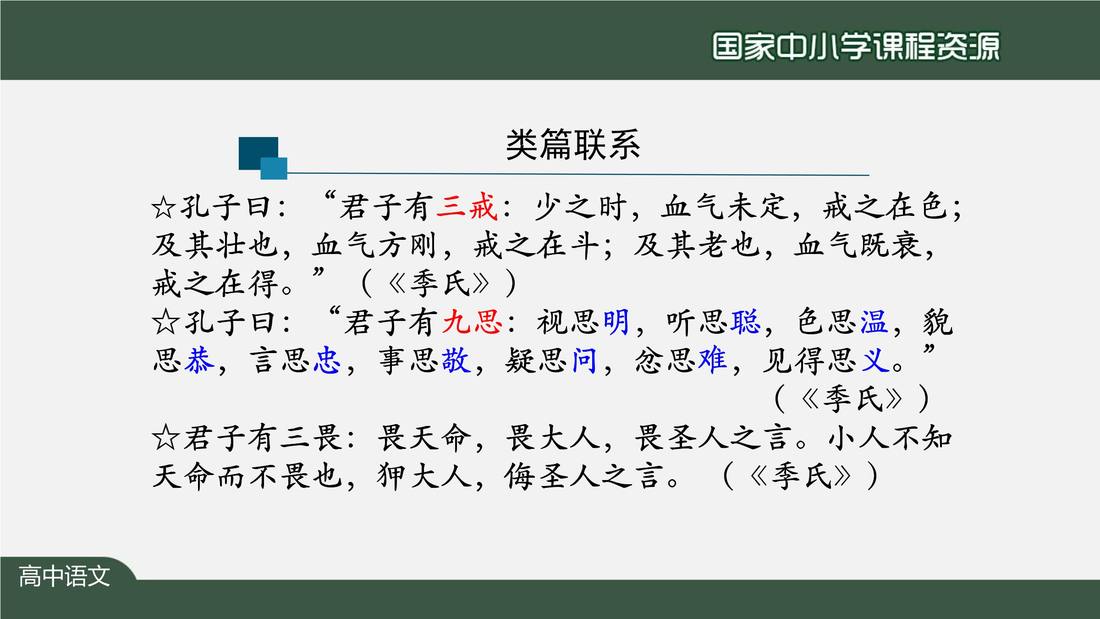 国家中小学课程资源
类篇联系
☆孔子曰：“君子有三戒：少之时，血气未定，戒之在色；
及其壮也，血气方刚，戒之在斗；及其老也，血气既衰，
戒之在得。”（《季氏》）
☆孔子曰：“君子有九思：视思明，听思聪，色思温，貌
思恭，言思忠，事思敬，疑思问，忿思难，见得思义。”
（《季氏》）
☆君子有三畏：畏天命，畏大人，畏圣人之言。小人不知
天命而不畏也，狎大人，侮圣人之言。（《季氏》）
高中语文